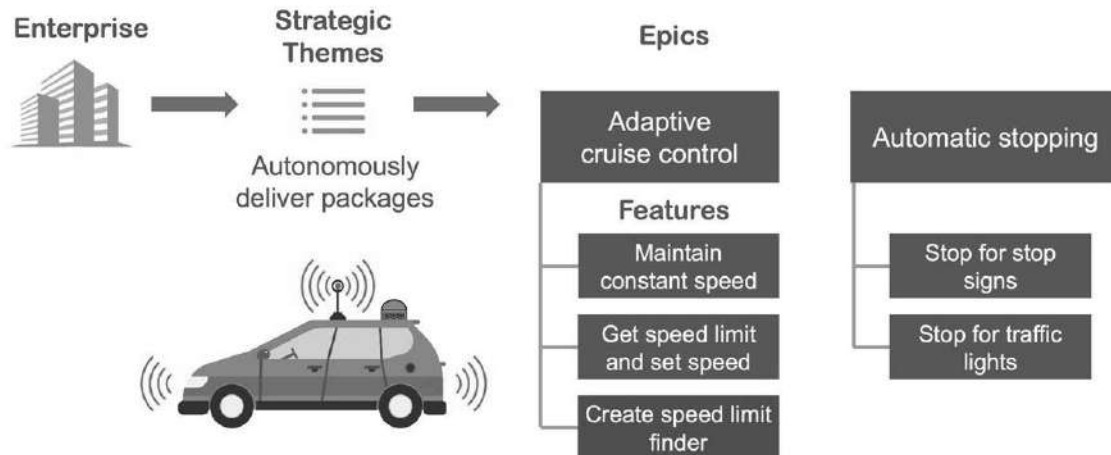 Enterprise
Strategic
Themes
Autonomously
deliver packages
Epics
Adaptive
cruise control
Features
Maintain
constant speed
Get speed limit
and set speed
Create speed limit
finder
Automatic stopping
Stop for stop
signs
Stop for traffic
lights